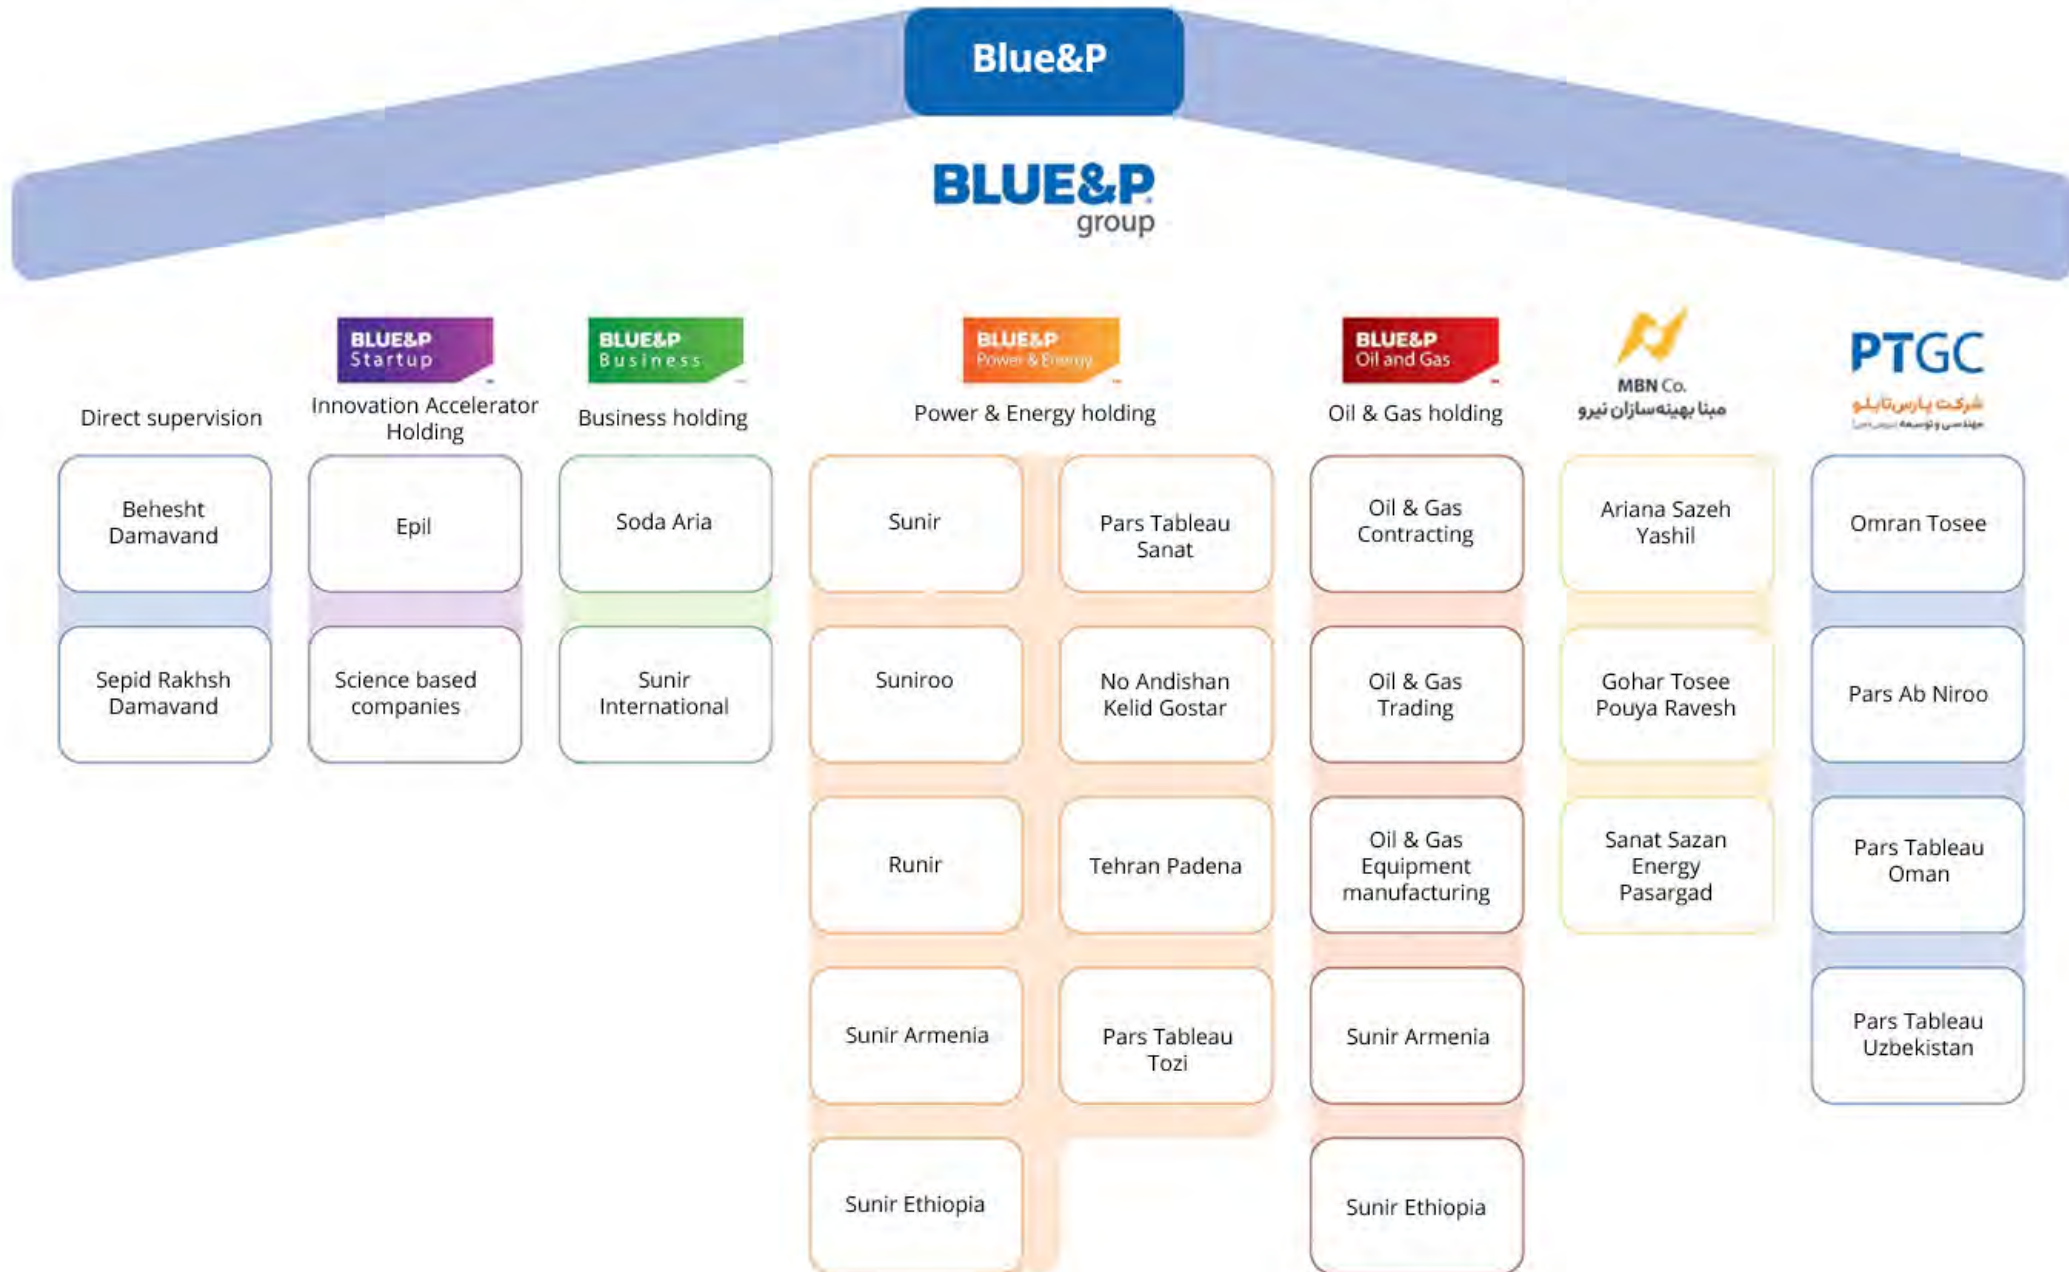 Blue&P
BLUE&P
group
Direct supervision
Behesht
Damavand
Sepid Rakhsh
Damavand
BLUE&P
Startup
Innovation Accelerator
Holding
Epil
Science based
companies
BLUE&P
Business
Business holding
Soda Aria
Sunir
International
BLUE&P
Power & Energy
Power & Energy holding
Sunir
Suniroo
Runir
Sunir Armenia
Sunir Ethiopia
Pars Tableau
Sanat
No Andishan
Kelid Gostar
Tehran Padena
Pars Tableau
Tozi
BLUE&P
Oil and Gas
Oil & Gas holding
Oil & Gas
Contracting
Oil & Gas
Trading
Oil & Gas
Equipment
manufacturing
Sunir Armenia
Sunir Ethiopia
MBN Co.
مبنا بهینه‌سازان نیرو
Ariana Sazeh
Yashil
Gohar Tosee
Pouya Ravesh
Sanat Sazan
Energy
Pasargad
PTGC
شرکت پارس‌تابلو
مهندسی و توسعه
Omran Tosee
Pars Ab Niroo
Pars Tableau
Oman
Pars Tableau
Uzbekistan